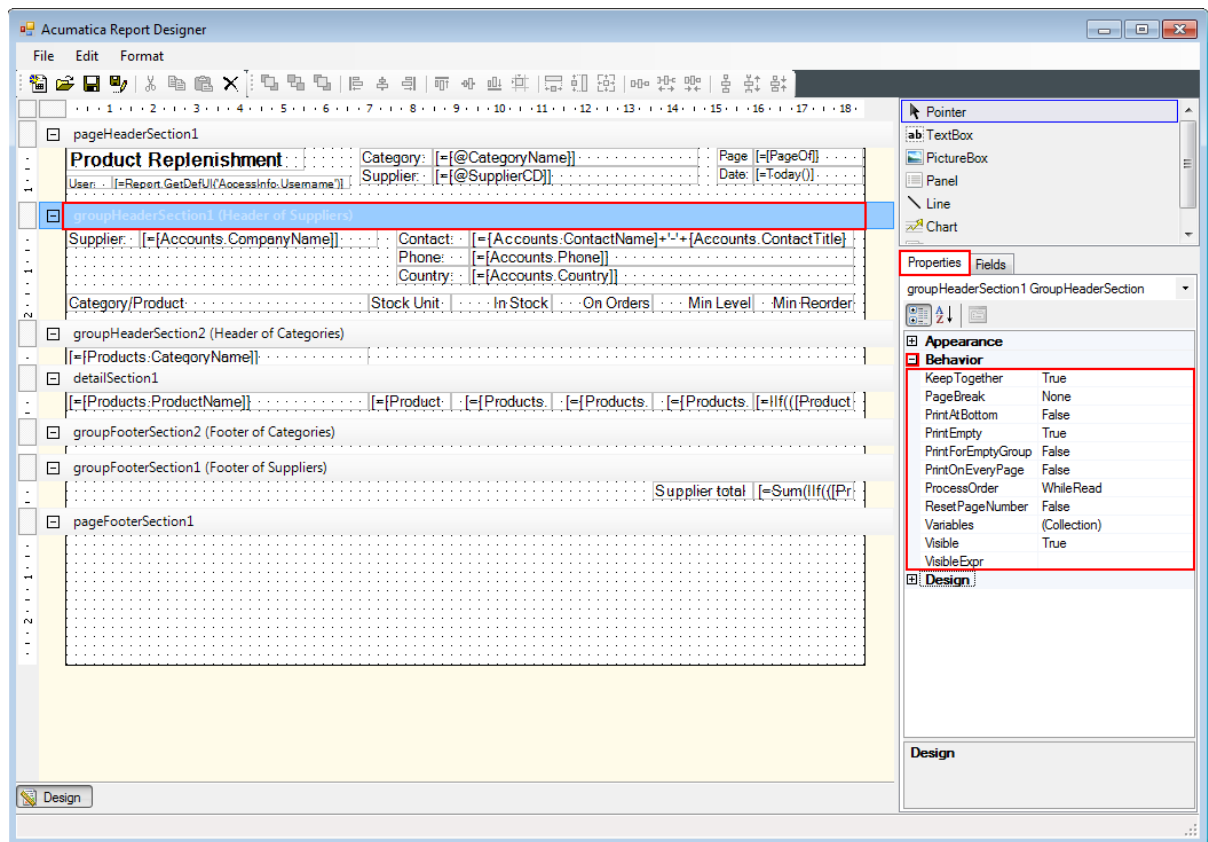 Acumatica Report Designer
File Edit Format
1 2 3 4 5 6 7 8 9 10 11 12 13 14 15 16 17 18
pageHeaderSection1
Product Replenishment Category: [=[@CategoryName]] Page [=[PageOf]]
User: [=Report.GetDefUI('AccessInfo.Username')] Supplier: [=[@SupplierCD]] Date: [=Today()]
1
groupHeaderSection1 (Header of Suppliers)
Supplier: [=[Accounts.CompanyName]] Contact: [=[Accounts.ContactName]+'-'+[Accounts.ContactTitle]
Phone: [=[Accounts.Phone]]
1 Country: [=[Accounts.Country]]
Category/Product Stock Unit In Stock On Orders Min Level Min Reorder
2
groupHeaderSection2 (Header of Categories)
[=[Products.CategoryName]]
detailSection1
[=[Products.ProductName]] [=[Product [=[Products. [=[Products. [=[Products. [=IIf(([Product
groupFooterSection2 (Footer of Categories)
groupFooterSection1 (Footer of Suppliers)
Supplier total [=Sum(IIf(([Pr
pageFooterSection1
1
2
Design
Pointer
ab TextBox
PictureBox
Panel
Line
Chart
Properties Fields
groupHeaderSection1 GroupHeaderSection
Appearance
Behavior
KeepTogether True
PageBreak None
PrintAtBottom False
PrintEmpty True
PrintForEmptyGroup False
PrintOnEveryPage False
ProcessOrder WhileRead
ResetPageNumber False
Variables (Collection)
Visible True
VisibleExpr
Design
Design